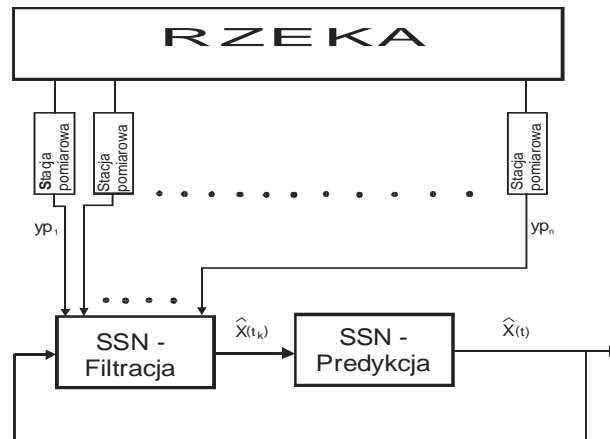 RZEKA
Stacja
pomiarowa
Stacja
pomiarowa
Stacja
pomiarowa
yp₁
ypₙ
SSN -
Filtracja
X̂(tₖ)
SSN -
Predykcja
X̂(t)